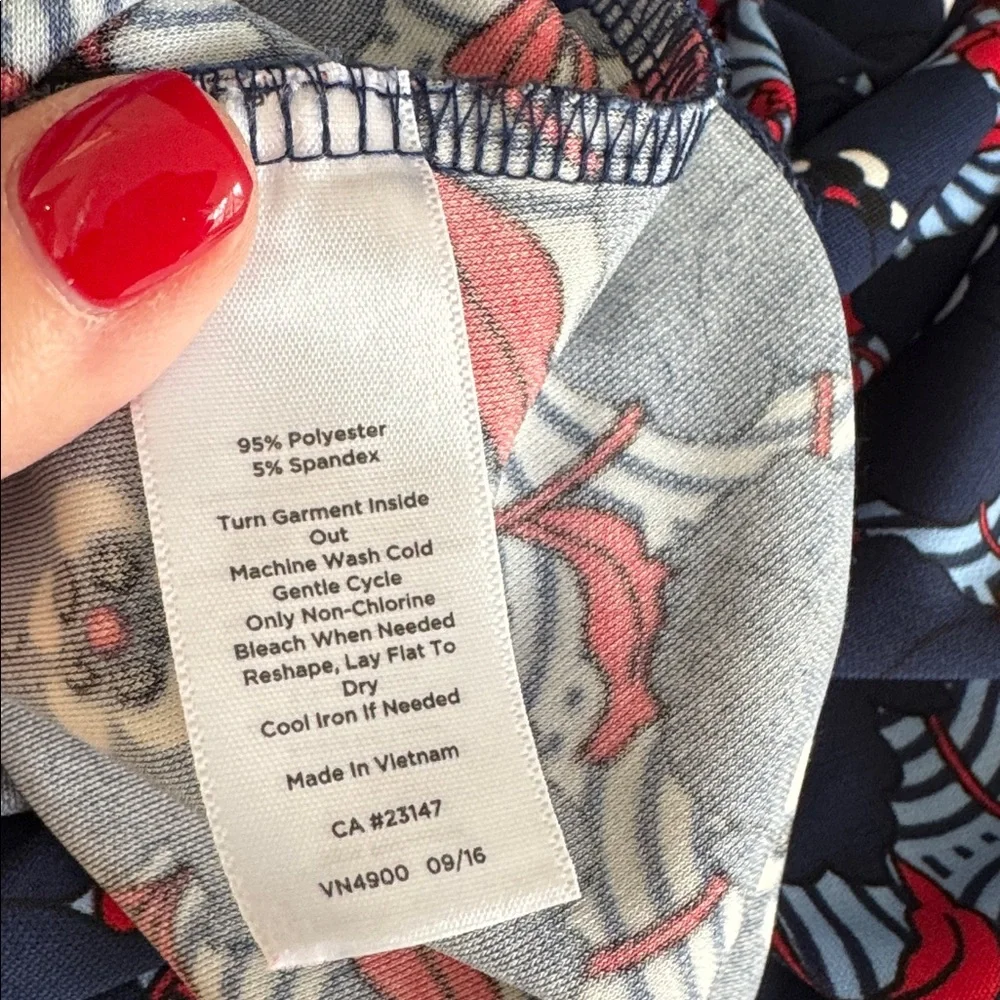 95% Polyester
5% Spandex
Turn Garment Inside
Out
Machine Wash Cold
Gentle Cycle
Only Non-Chlorine
Bleach When Needed
Reshape, Lay Flat To
Dry
Cool Iron If Needed
Made In Vietnam
CA #23147
VN4900 09/16